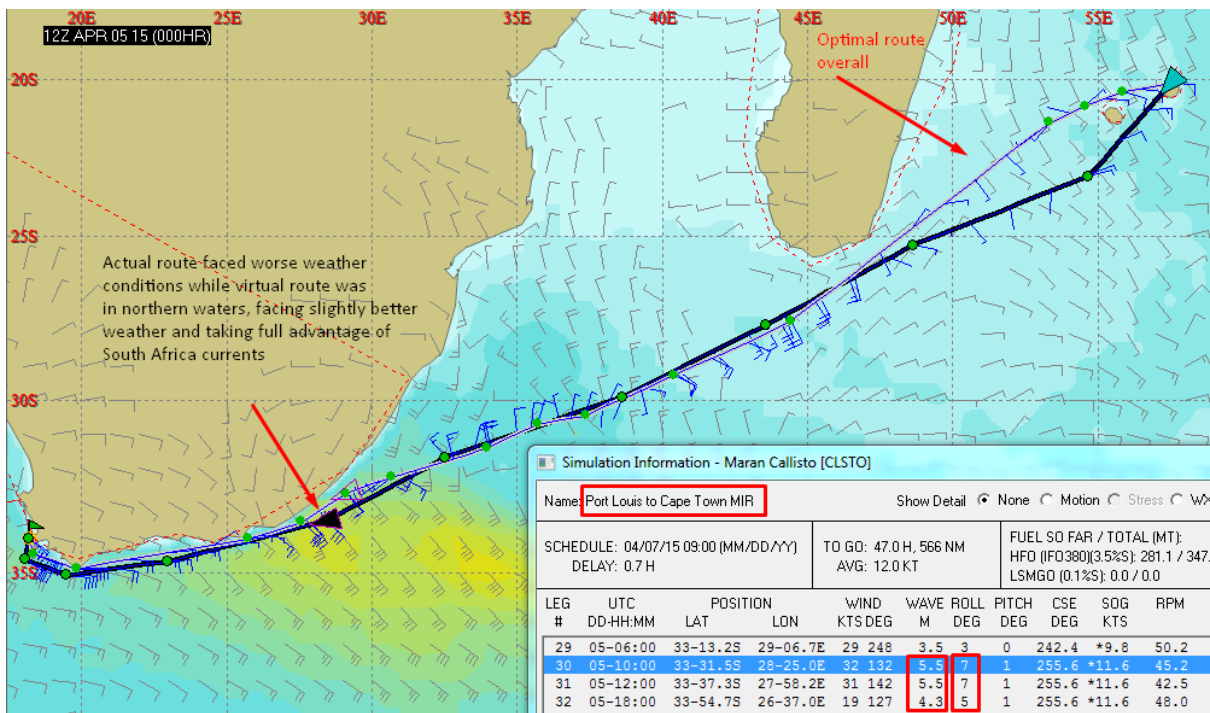 20E 25E 30E 35E 40E 45E 50E 55E
12Z APR 05 15 (000HR)
Optimal route
overall
20S
25S
Actual route faced worse weather
conditions while virtual route was
in northern waters, facing slightly better
weather and taking full advantage of
South Africa currents
30S
35S
Simulation Information - Maran Callisto [CLSTO]
Name: Port Louis to Cape Town MIR Show Detail None Motion Stress WX
SCHEDULE: 04/07/15 09:00 (MM/DD/YY)
DELAY: 0.7 H
TO GO: 47.0 H, 566 NM
AVG: 12.0 KT
FUEL SO FAR / TOTAL (MT):
HFO (IFO380)(3.5%S): 281.1 / 347.
LSMGO (0.1%S): 0.0 / 0.0
LEG UTC POSITION WIND WAVE ROLL PITCH CSE SOG RPM
# DD-HH:MM LAT LON KTS DEG M DEG DEG DEG KTS
29 05-06:00 33-13.2S 29-06.7E 29 248 3.5 3 0 242.4 *9.8 50.2
30 05-10:00 33-31.5S 28-25.0E 32 132 5.5 7 1 255.6 *11.6 45.2
31 05-12:00 33-37.3S 27-58.2E 31 142 5.5 7 1 255.6 *11.6 42.5
32 05-18:00 33-54.7S 26-37.0E 19 127 4.3 5 1 255.6 *11.6 48.0